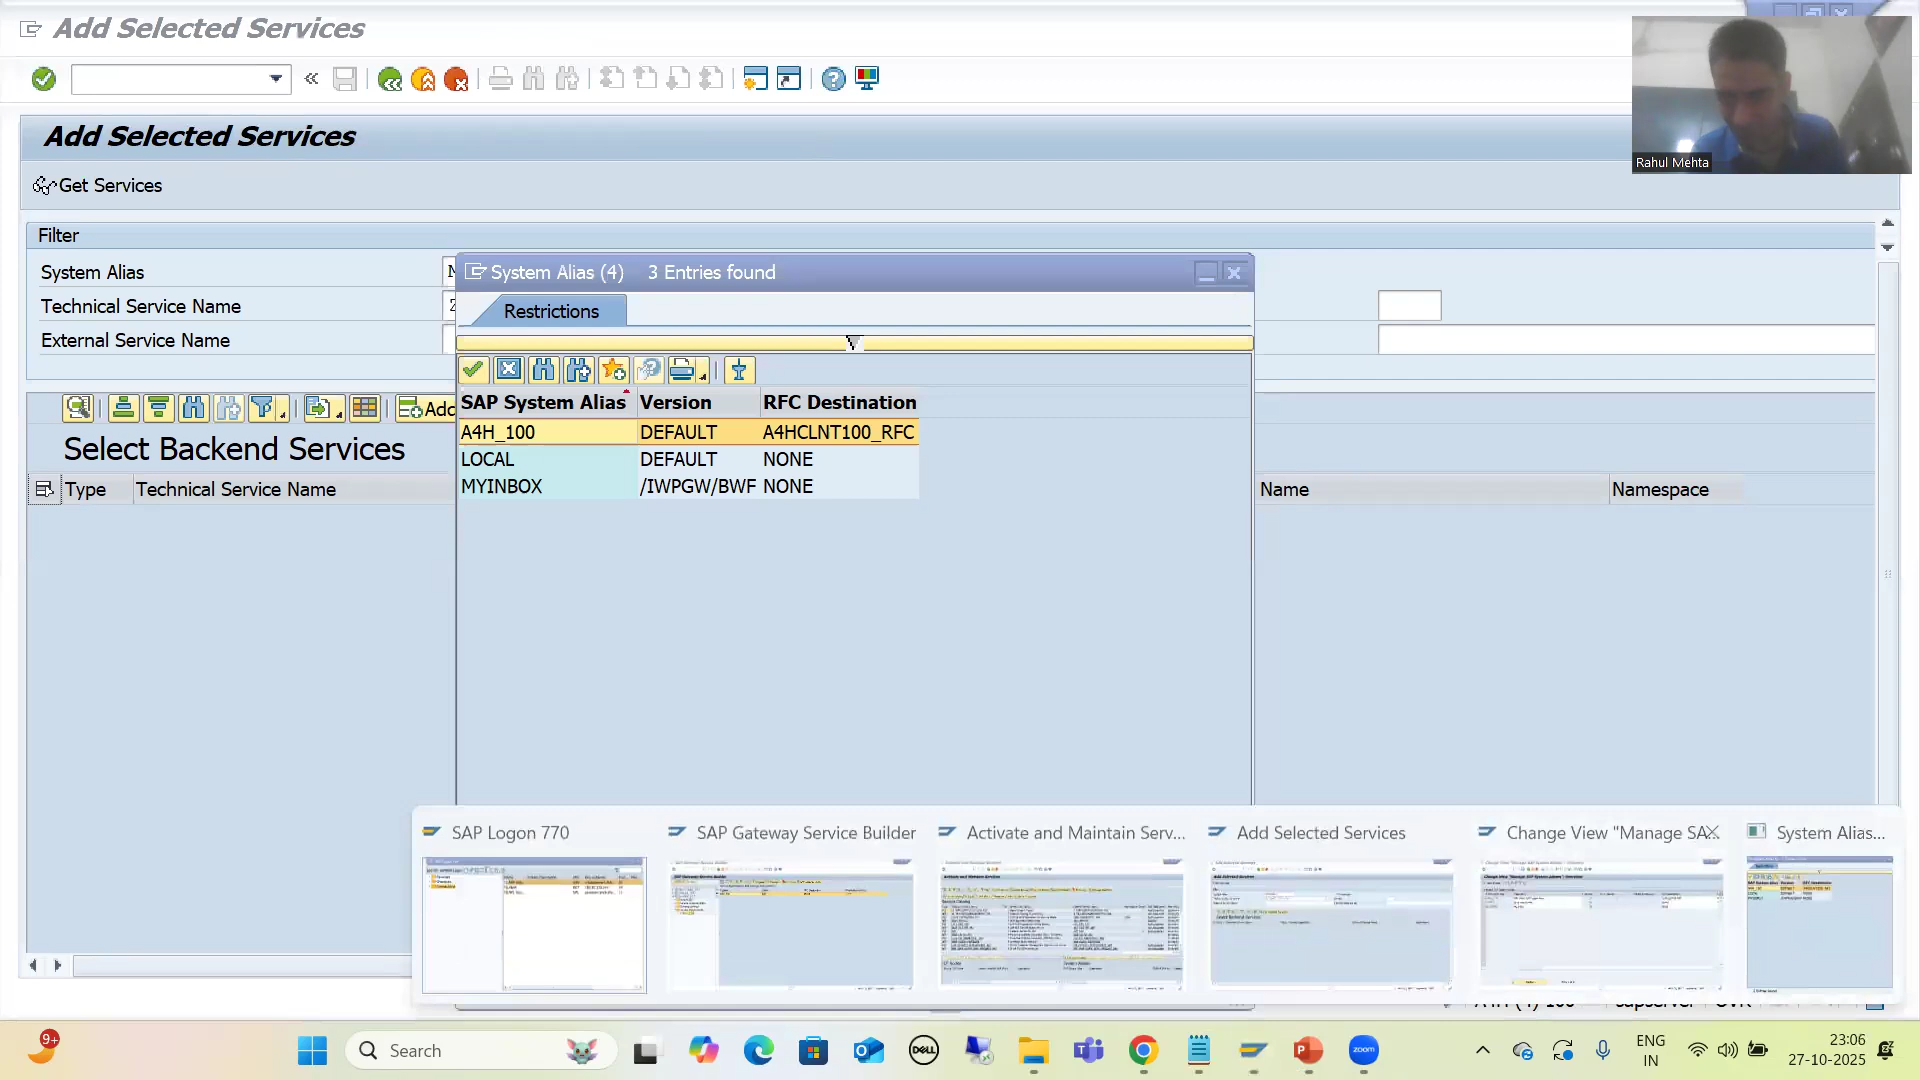 Add Selected Services
Rahul Mehta
Add Selected Services
Get Services
Filter
System Alias
Technical Service Name
External Service Name
System Alias (4) 3 Entries found
Restrictions
SAP System Alias Version RFC Destination
A4H_100 DEFAULT A4HCLNT100_RFC
LOCAL DEFAULT NONE
MYINBOX /IWPGW/BWF NONE
Add
Select Backend Services
Type Technical Service Name Name Namespace
SAP Logon 770
SAP Gateway Service Builder
Activate and Maintain Serv...
Add Selected Services
Change View "Manage SA
System Alias...
9+
Search
DELL
zoom
ENG
IN
23:06
27-10-2025